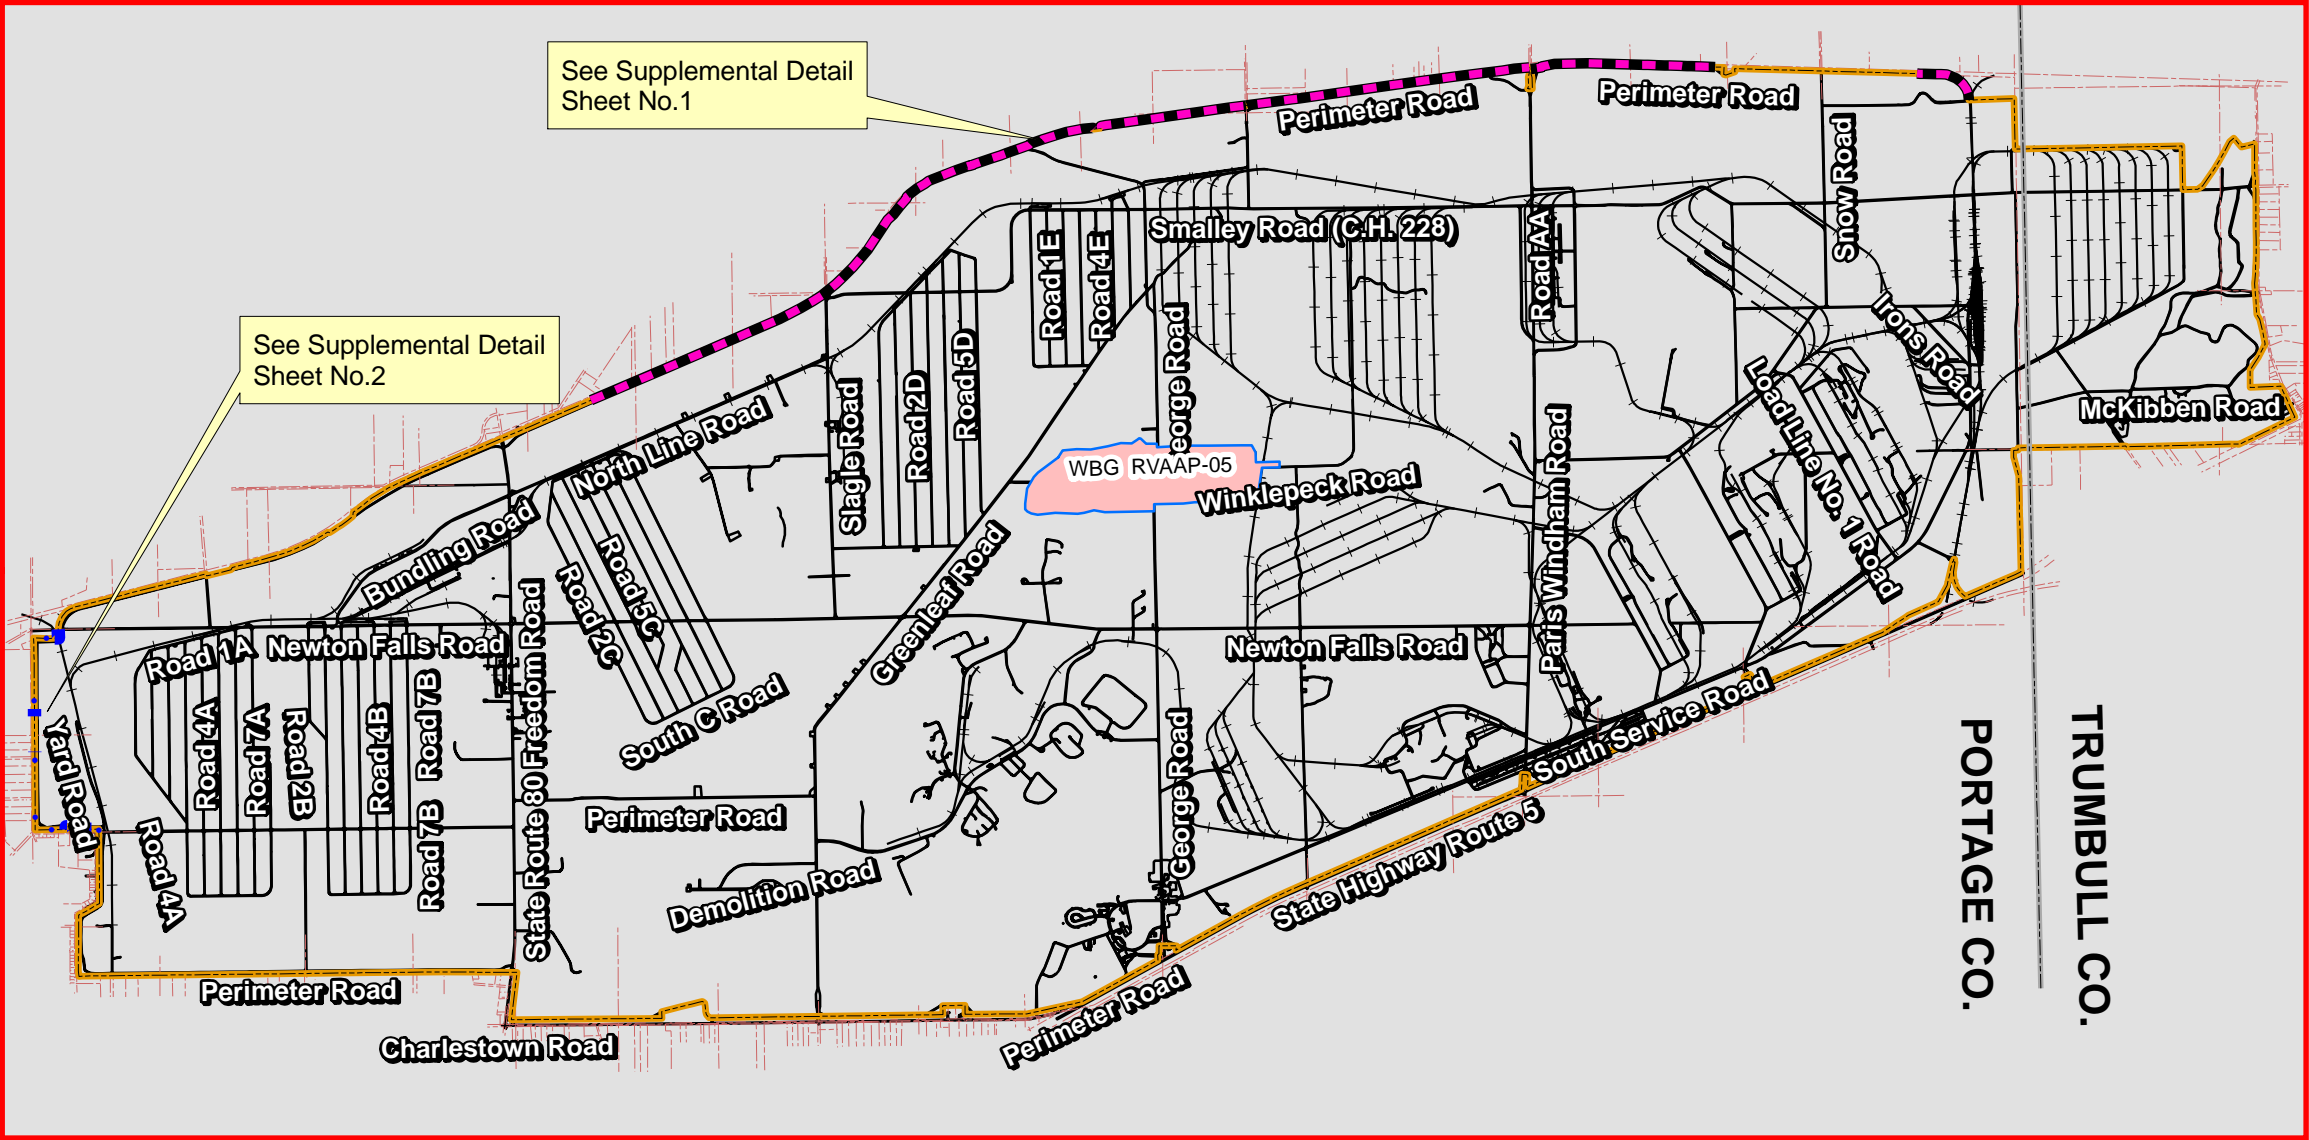 See Supplemental Detail
Sheet No.1
Perimeter Road
Perimeter Road
Snow Road
Smalley Road (C.H. 228)
Road AA
Road 1E
Road 4E
Irons Road
See Supplemental Detail
Sheet No.2
George Road
Road 5D
Road 2D
Slagle Road
Load Line No. 1 Road
McKibben Road
North Line Road
WBG RVAAP-05
Winklepeck Road
Paris Windham Road
Bundling Road
Road 5C
Road 2C
Greenleaf Road
State Route 80 Freedom Road
Road 1A
Newton Falls Road
Newton Falls Road
South C Road
South Service Road
Yard Road
Road 4A
Road 7A
Road 2B
Road 4B
Road 7B
Road 7B
Road 4A
Perimeter Road
George Road
Demolition Road
State Highway Route 5
PORTAGE CO.
TRUMBULL CO.
Perimeter Road
Perimeter Road
Charlestown Road